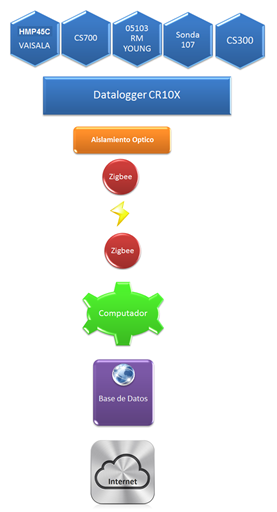 HMP45C
VAISALA
CS700
05103
RM
YOUNG
Sonda
107
CS300
Datalogger CR10X
Aislamiento Optico
Zigbee
Zigbee
Computador
Base de Datos
Internet